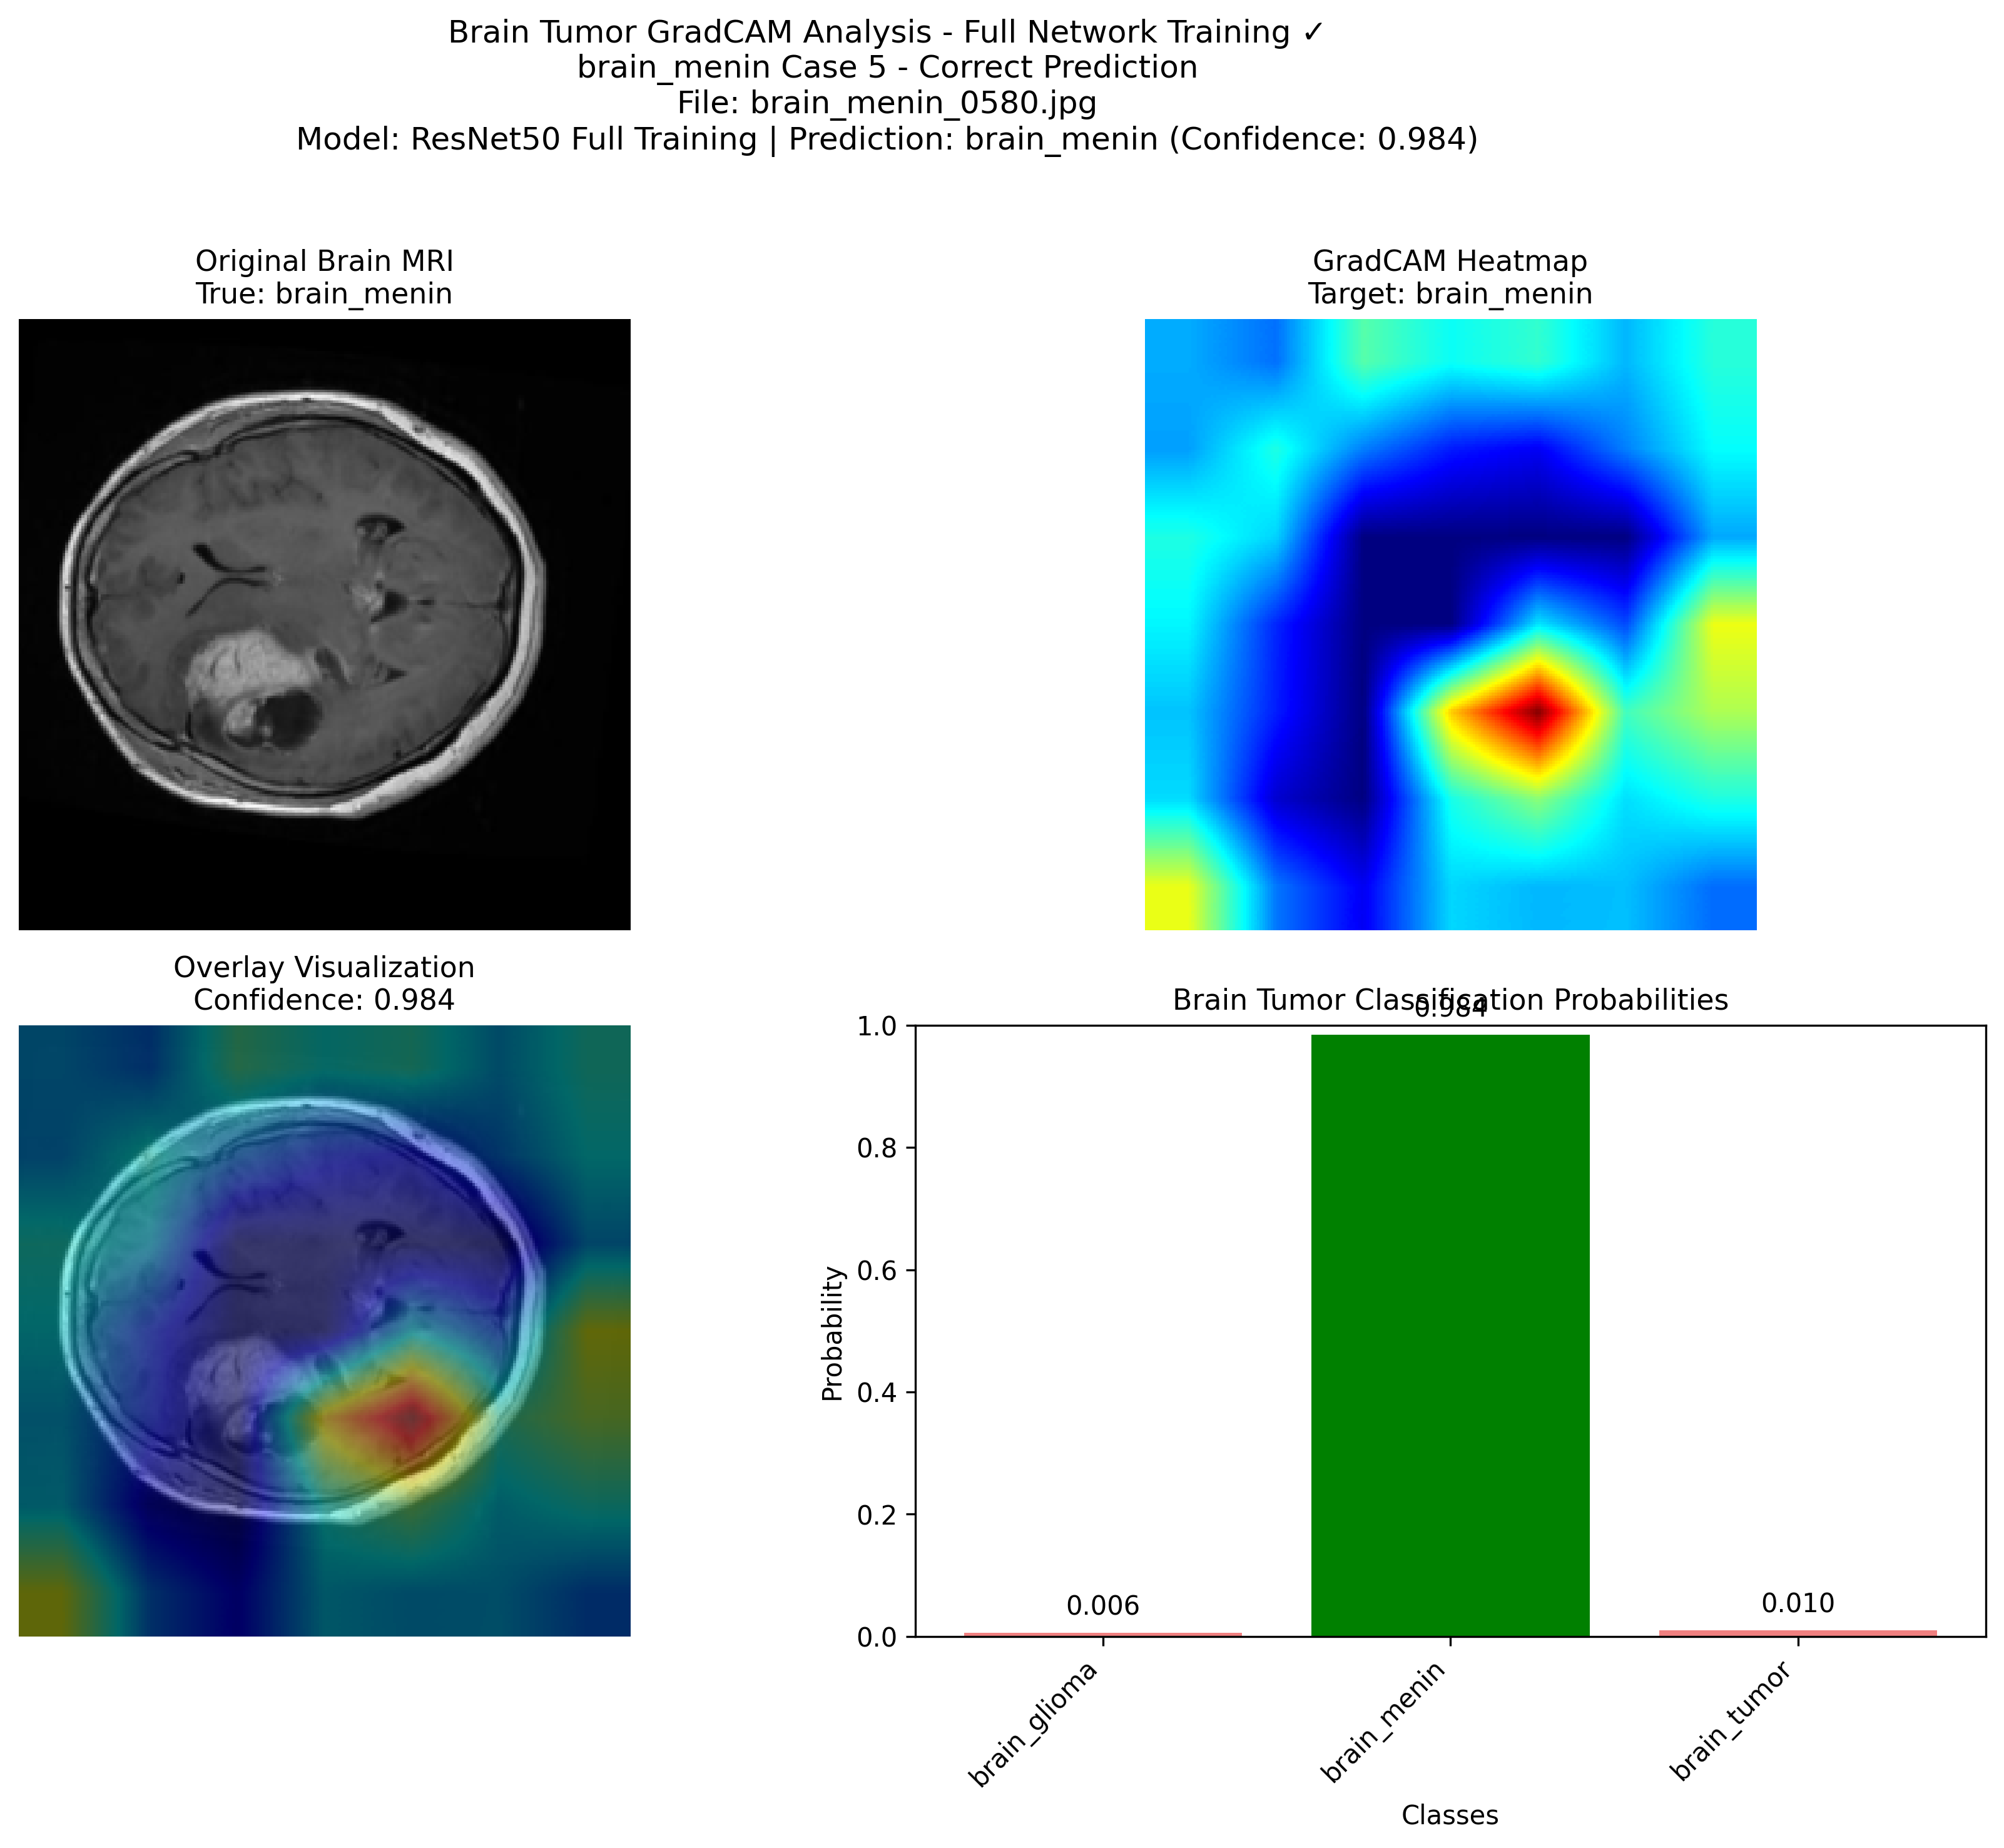 Brain Tumor GradCAM Analysis - Full Network Training ✓
brain_menin Case 5 - Correct Prediction
File: brain_menin_0580.jpg
Model: ResNet50 Full Training | Prediction: brain_menin (Confidence: 0.984)
Original Brain MRI
True: brain_menin
GradCAM Heatmap
Target: brain_menin
Overlay Visualization
Confidence: 0.984
Brain Tumor Classification Probabilities
0.984
1.0
0.8
0.6
0.4
0.2
0.0
Probability
0.006
0.010
brain_glioma
brain_menin
brain_tumor
Classes